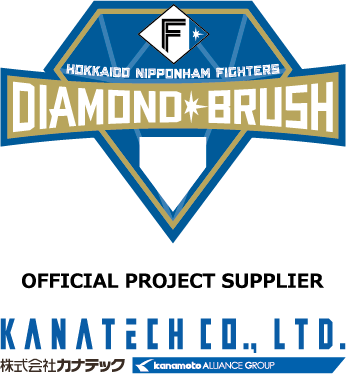 F
HOKKAIDO NIPPONHAM FIGHTERS
DIAMOND BRUSH
OFFICIAL PROJECT SUPPLIER
KANATECH CO., LTD.
株式会社カナテック kanamoto ALLIANCE GROUP